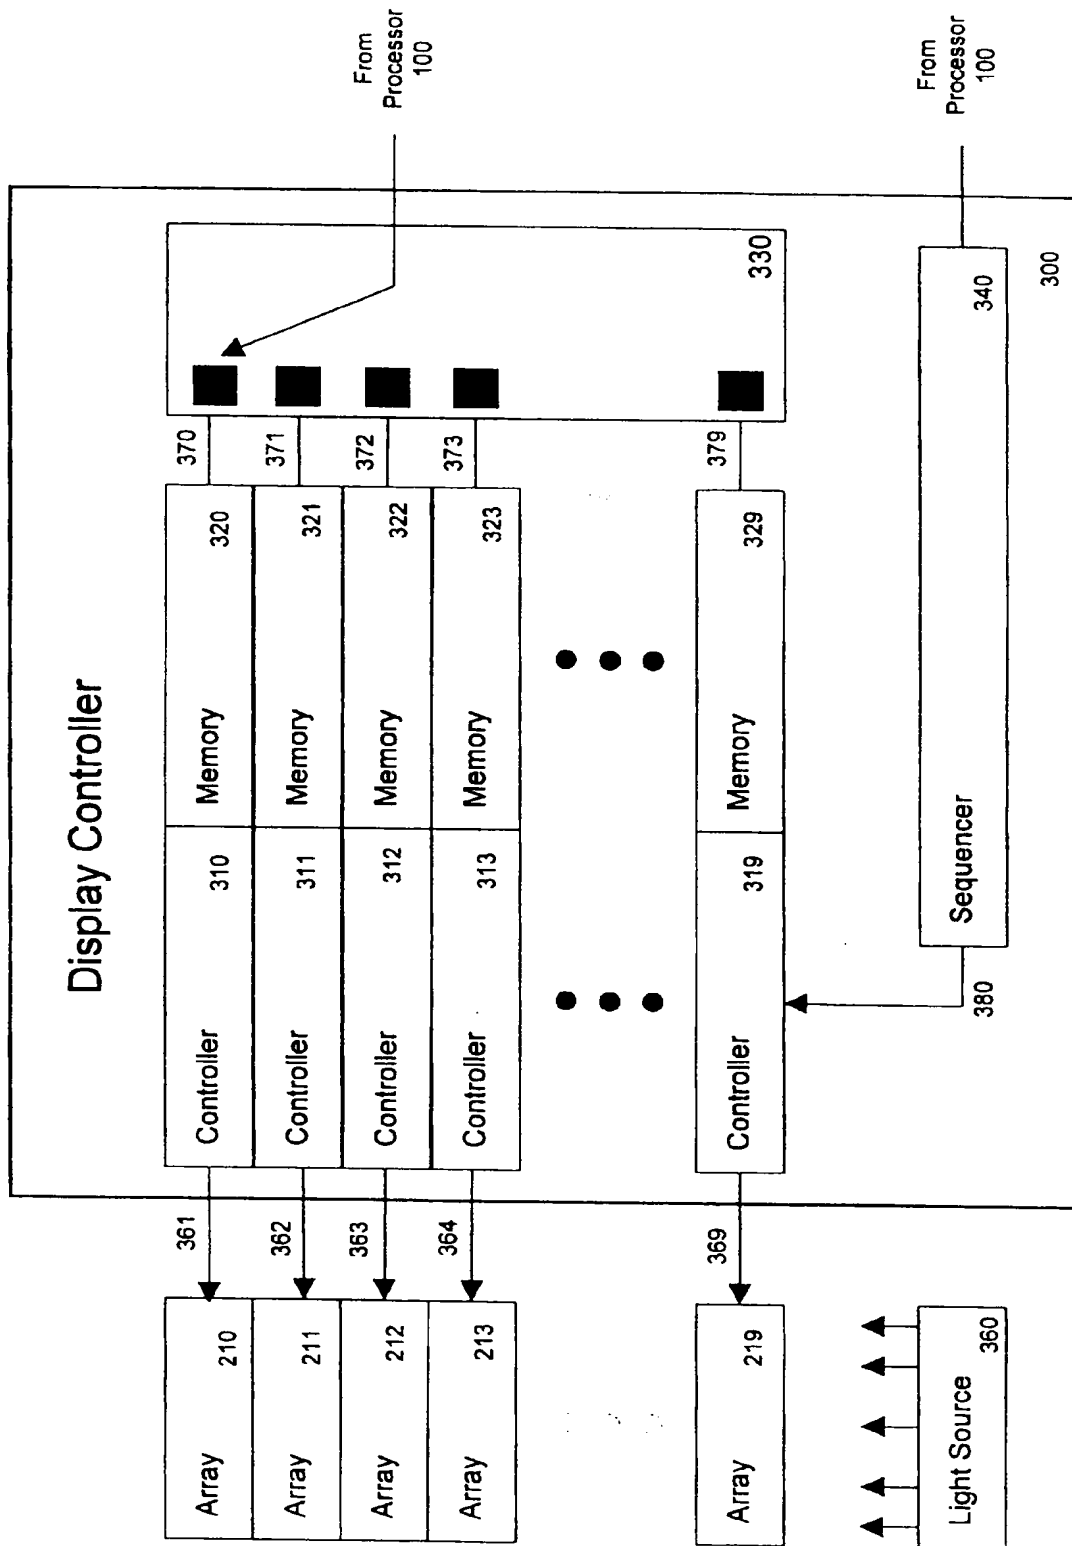 Display Controller
From
Processor
100
From
Processor
100
Array 210
361
Controller 310
Memory 320
370
Array 211
362
Controller 311
Memory 321
371
Array 212
363
Controller 312
Memory 322
372
Array 213
364
Controller 313
Memory 323
373
Array 219
369
Controller 319
Memory 329
379
330
Light Source 360
380
Sequencer 340
300